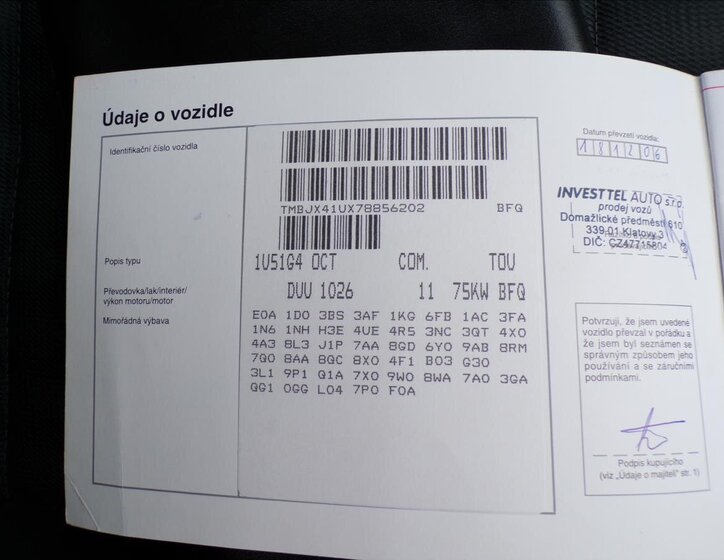 Údaje o vozidle
Identifikační číslo vozidla
TMBJX41UX78856202 BFQ
Popis typu
1U51G4 OCT COM. TOU
Převodovka/lak/interiér/
výkon motoru/motor
DUU 1026 11 75KW BFQ
Mimořádná výbava
E0A 1D0 3BS 3AF 1KG 6FB 1AC 3FA
1N6 1NH H3E 4UE 4R5 3NC 3QT 4X0
4A3 8L3 J1P 7AA 8GD 6Y0 9AB 8RM
7Q0 8AA 8QC 8X0 4F1 B03 G30
3L1 9P1 Q1A 7X0 9W0 8WA 7A0 3GA
QG1 0GG L04 7P0 F0A
Datum převzetí vozidla:
181206
INVESTTEL AUTO s.r.o.
prodej vozů
Domažlické předměstí 610
339 01 Klatovy 3
DIČ: CZ47715804
Potvrzuji, že jsem uvedené
vozidlo převzal v pořádku a
že jsem byl seznámen se
správným způsobem jeho
používání a se záručními
podmínkami.
Podpis kupujícího
(viz „Údaje o majiteli" str. 1)